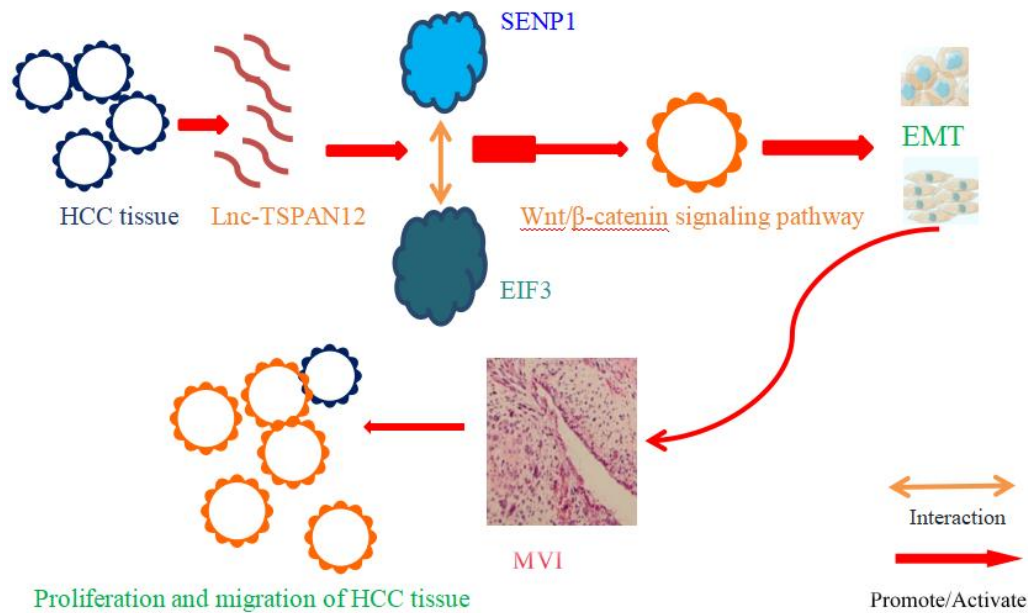 SENP1
EMT
HCC tissue
Lnc-TSPAN12
Wnt/β-catenin signaling pathway
EIF3
MVI
Interaction
Proliferation and migration of HCC tissue
Promote/Activate